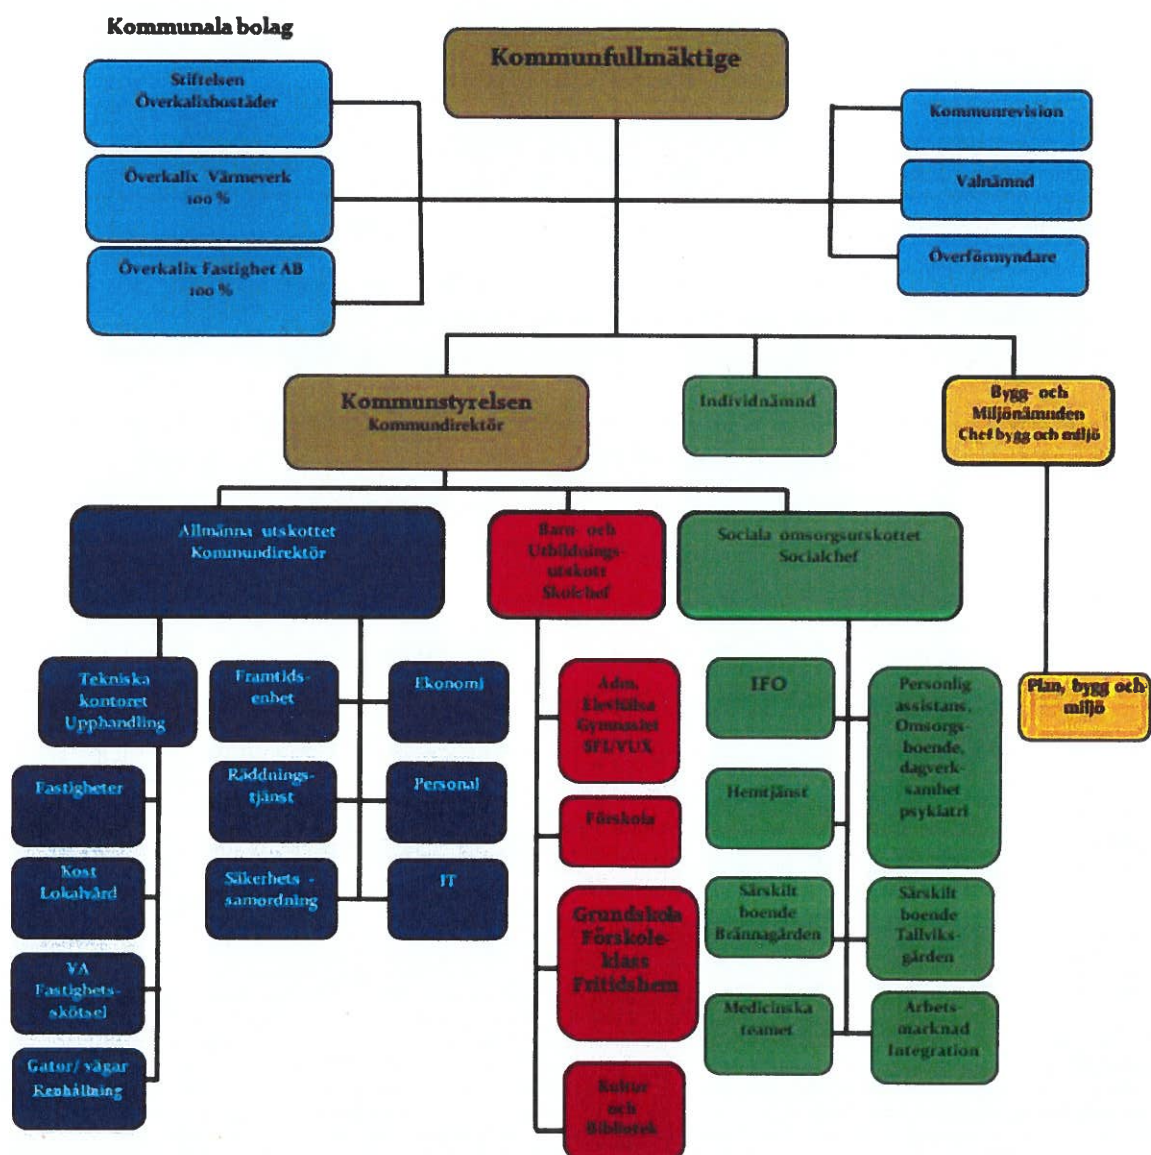 Kommunala bolag
Kommunfullmäktige
Stiftelsen
Överkalixbostäder
Överkalix Värmeverk
100 %
Överkalix Fastighet AB
100 %
Kommunrevision
Valnämnd
Överförmyndare
Kommunstyrelsen
Kommundirektör
Individnämnd
Bygg- och
Miljönämnden
Chef bygg och miljö
Allmänna utskottet
Kommundirektör
Barn- och
Utbildnings-
utskott
Skolchef
Sociala omsorgsutskottet
Socialchef
Tekniska
kontoret
Upphandling
Fastigheter
Kost
Lokalvård
VA
Fastighets-
skötsel
Gator/ vägar
Renhållning
Framtids-
enhet
Ekonomi
Räddnings-
tjänst
Personal
Säkerhets -
samordning
IT
Adm,
Elevhälsa
Gymnasiet
SFI/VUX
Förskola
Grundskola
Förskole-
klass
Fritidshem
Kultur
och
Bibliotek
IFO
Personlig
assistans,
Omsorgs-
boende,
dagverk-
samhet
psykiatri
Hemtjänst
Särskilt
boende
Brännagården
Särskilt
boende
Tallviks-
gården
Medicinska
teamet
Arbets-
marknad
Integration
Plan, bygg och
miljö